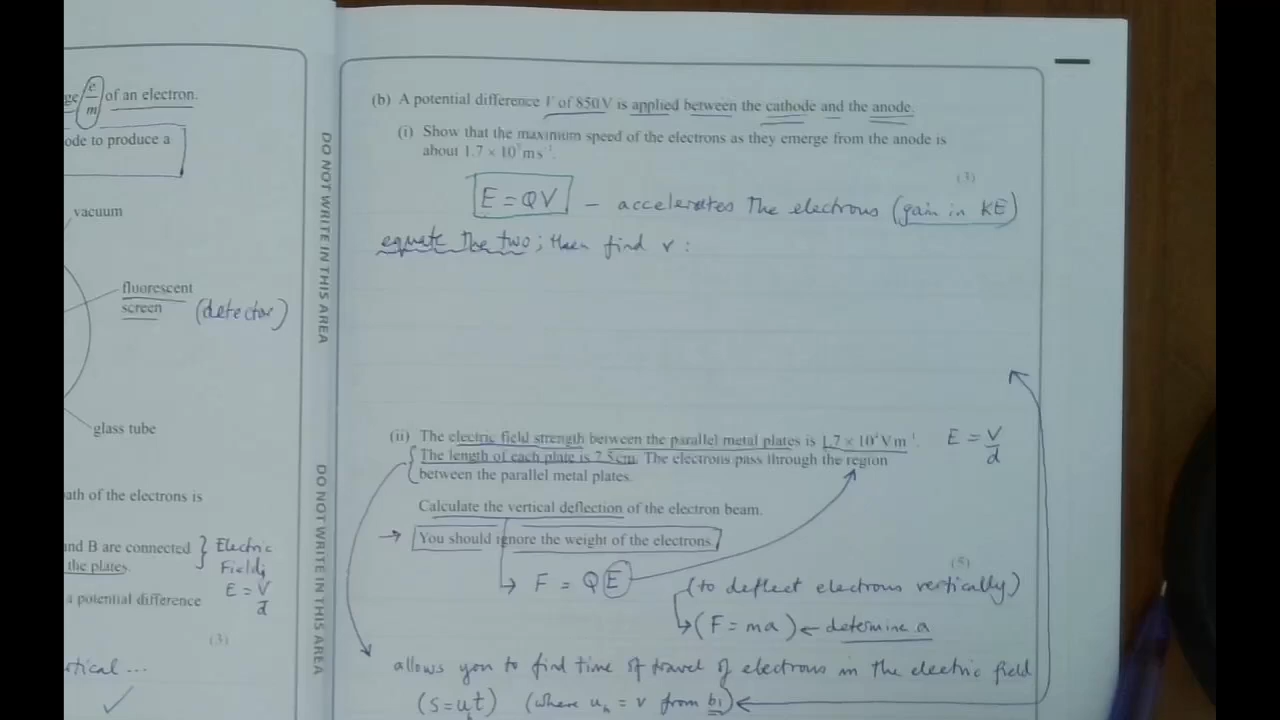 ge e/m of an electron.
ode to produce a
vacuum
fluorescent
screen (detector)
glass tube
ath of the electrons is
and B are connected } Electric
the plates. Field,
E = V/d
a potential difference
(3)
rtical ...
✓
DO NOT WRITE IN THIS AREA
DO NOT WRITE IN THIS AREA
(b) A potential difference V of 850 V is applied between the cathode and the anode.
(i) Show that the maximum speed of the electrons as they emerge from the anode is
about 1.7 × 10⁷ m s⁻¹.
(3)
E = QV – accelerates the electrons (gain in KE)
equate the two; then find v :
(ii) The electric field strength between the parallel metal plates is 1.7 × 10⁴ V m⁻¹. E = V/d
The length of each plate is 2.5 cm. The electrons pass through the region
between the parallel metal plates.
Calculate the vertical deflection of the electron beam.
→ You should ignore the weight of the electrons.
(5)
↳ F = QE (to deflect electrons vertically)
↳ (F = ma) ← determine a
allows you to find time of travel of electrons in the electric field
(s = ut) (where uₕ = v from b1)